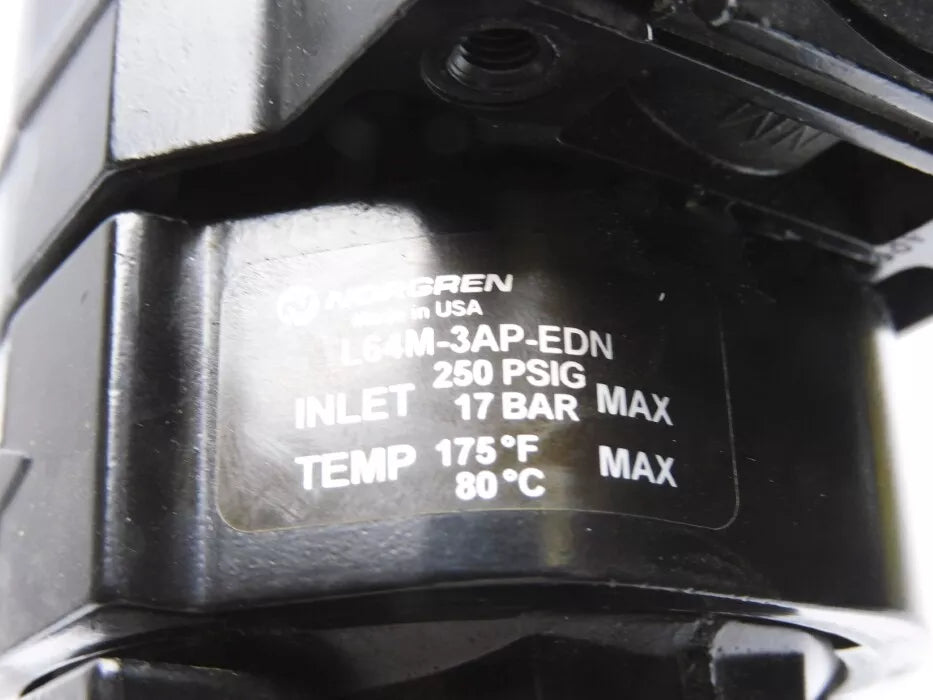 NORGREN
Made in USA
L64M-3AP-EDN
INLET 250 PSIG 17 BAR MAX
TEMP 175°F 80°C MAX